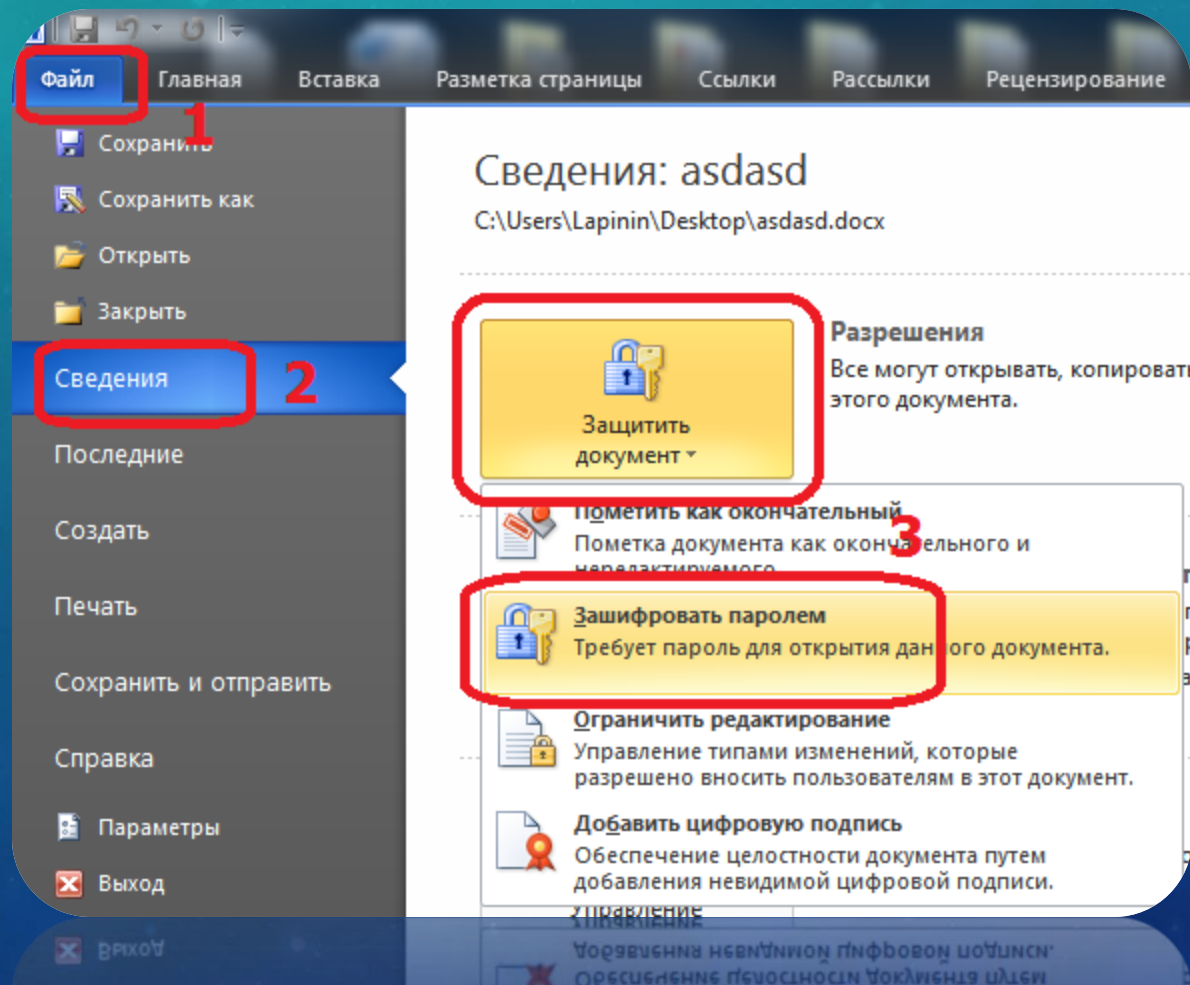 Файл Главная Вставка Разметка страницы Ссылки Рассылки Рецензирование
1
Сохранить
Сохранить как
Открыть
Закрыть
Сведения
2
Последние
Создать
Печать
Сохранить и отправить
Справка
Параметры
Выход
Сведения: asdasd
C:\Users\Lapinin\Desktop\asdasd.docx
Защитить
документ
Разрешения
Все могут открывать, копировать
этого документа.
3
Пометить как окончательный
Пометка документа как окончательного и
нередактируемого.
Зашифровать паролем
Требует пароль для открытия данного документа.
Ограничить редактирование
Управление типами изменений, которые
разрешено вносить пользователям в этот документ.
Добавить цифровую подпись
Обеспечение целостности документа путем
добавления невидимой цифровой подписи.
Управление